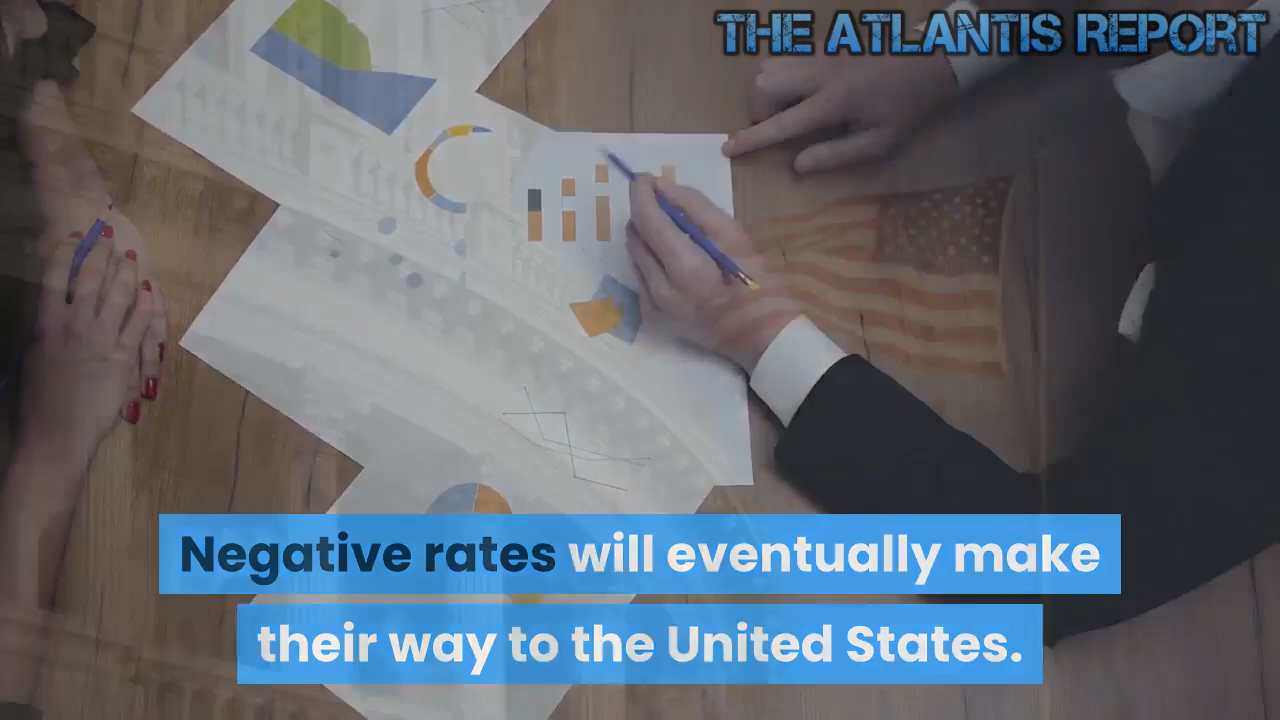 THE ATLANTIS REPORT
Negative rates will eventually make
their way to the United States.